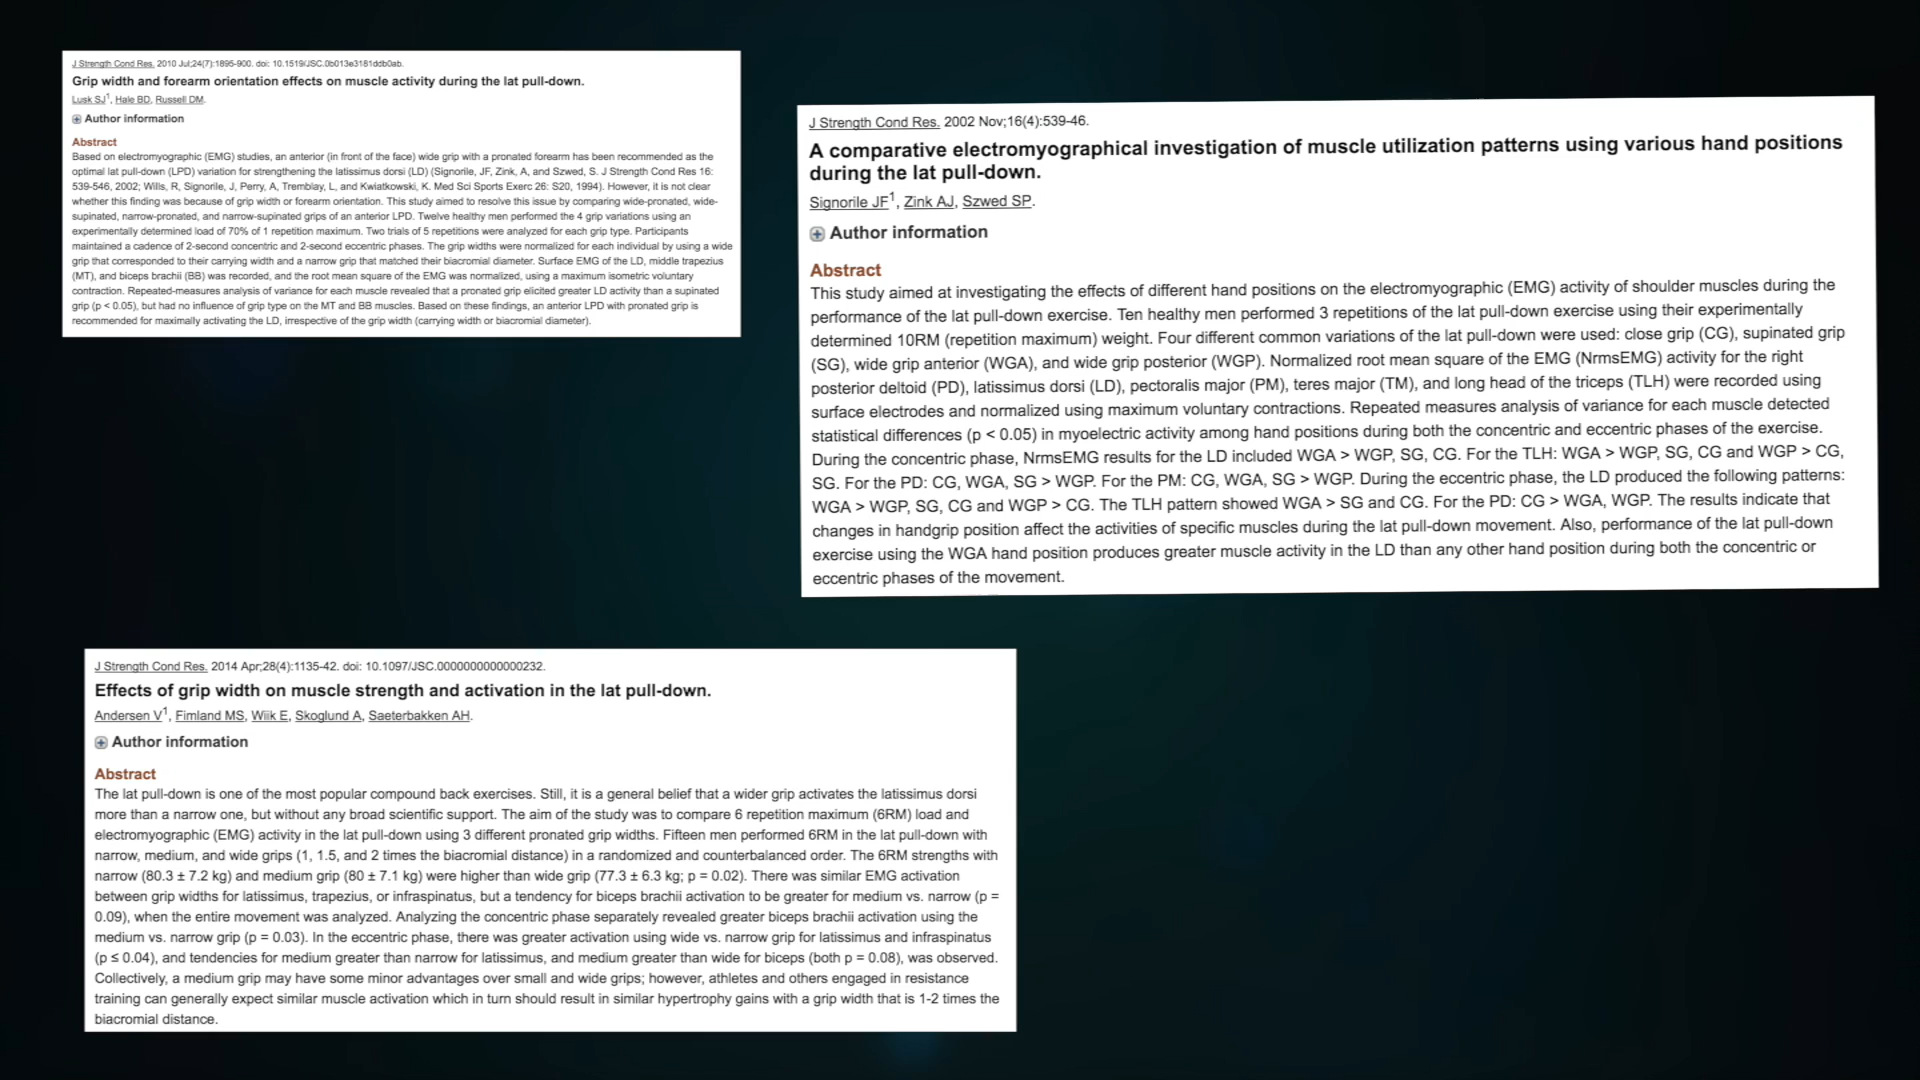 J Strength Cond Res. 2010 Jul;24(7):1895-900. doi: 10.1519/JSC.0b013e3181ddb0ab.
Grip width and forearm orientation effects on muscle activity during the lat pull-down.
Lusk SJ1, Hale BD, Russell DM.
Author information
Abstract
Based on electromyographic (EMG) studies, an anterior (in front of the face) wide grip with a pronated forearm has been recommended as the
optimal lat pull-down (LPD) variation for strengthening the latissimus dorsi (LD) (Signorile, JF, Zink, A, and Szwed, S. J Strength Cond Res 16:
539-546, 2002; Wills, R, Signorile, J, Perry, A, Tremblay, L, and Kwiatkowski, K. Med Sci Sports Exerc 26: S20, 1994). However, it is not clear
whether this finding was because of grip width or forearm orientation. This study aimed to resolve this issue by comparing wide-pronated, wide-
supinated, narrow-pronated, and narrow-supinated grips of an anterior LPD. Twelve healthy men performed the 4 grip variations using an
experimentally determined load of 70% of 1 repetition maximum. Two trials of 5 repetitions were analyzed for each grip type. Participants
maintained a cadence of 2-second concentric and 2-second eccentric phases. The grip widths were normalized for each individual by using a wide
grip that corresponded to their carrying width and a narrow grip that matched their biacromial diameter. Surface EMG of the LD, middle trapezius
(MT), and biceps brachii (BB) was recorded, and the root mean square of the EMG was normalized, using a maximum isometric voluntary
contraction. Repeated-measures analysis of variance for each muscle revealed that a pronated grip elicited greater LD activity than a supinated
grip (p < 0.05), but had no influence of grip type on the MT and BB muscles. Based on these findings, an anterior LPD with pronated grip is
recommended for maximally activating the LD, irrespective of the grip width (carrying width or biacromial diameter).
J Strength Cond Res. 2002 Nov;16(4):539-46.
A comparative electromyographical investigation of muscle utilization patterns using various hand positions
during the lat pull-down.
Signorile JF1, Zink AJ, Szwed SP.
Author information
Abstract
This study aimed at investigating the effects of different hand positions on the electromyographic (EMG) activity of shoulder muscles during the
performance of the lat pull-down exercise. Ten healthy men performed 3 repetitions of the lat pull-down exercise using their experimentally
determined 10RM (repetition maximum) weight. Four different common variations of the lat pull-down were used: close grip (CG), supinated grip
(SG), wide grip anterior (WGA), and wide grip posterior (WGP). Normalized root mean square of the EMG (NrmsEMG) activity for the right
posterior deltoid (PD), latissimus dorsi (LD), pectoralis major (PM), teres major (TM), and long head of the triceps (TLH) were recorded using
surface electrodes and normalized using maximum voluntary contractions. Repeated measures analysis of variance for each muscle detected
statistical differences (p < 0.05) in myoelectric activity among hand positions during both the concentric and eccentric phases of the exercise.
During the concentric phase, NrmsEMG results for the LD included WGA > WGP, SG, CG. For the TLH: WGA > WGP, SG, CG and WGP > CG,
SG. For the PD: CG, WGA, SG > WGP. For the PM: CG, WGA, SG > WGP. During the eccentric phase, the LD produced the following patterns:
WGA > WGP, SG, CG and WGP > CG. The TLH pattern showed WGA > SG and CG. For the PD: CG > WGA, WGP. The results indicate that
changes in handgrip position affect the activities of specific muscles during the lat pull-down movement. Also, performance of the lat pull-down
exercise using the WGA hand position produces greater muscle activity in the LD than any other hand position during both the concentric or
eccentric phases of the movement.
J Strength Cond Res. 2014 Apr;28(4):1135-42. doi: 10.1097/JSC.0000000000000232.
Effects of grip width on muscle strength and activation in the lat pull-down.
Andersen V1, Fimland MS, Wiik E, Skoglund A, Saeterbakken AH.
Author information
Abstract
The lat pull-down is one of the most popular compound back exercises. Still, it is a general belief that a wider grip activates the latissimus dorsi
more than a narrow one, but without any broad scientific support. The aim of the study was to compare 6 repetition maximum (6RM) load and
electromyographic (EMG) activity in the lat pull-down using 3 different pronated grip widths. Fifteen men performed 6RM in the lat pull-down with
narrow, medium, and wide grips (1, 1.5, and 2 times the biacromial distance) in a randomized and counterbalanced order. The 6RM strengths with
narrow (80.3 ± 7.2 kg) and medium grip (80 ± 7.1 kg) were higher than wide grip (77.3 ± 6.3 kg; p = 0.02). There was similar EMG activation
between grip widths for latissimus, trapezius, or infraspinatus, but a tendency for biceps brachii activation to be greater for medium vs. narrow (p =
0.09), when the entire movement was analyzed. Analyzing the concentric phase separately revealed greater biceps brachii activation using the
medium vs. narrow grip (p = 0.03). In the eccentric phase, there was greater activation using wide vs. narrow grip for latissimus and infraspinatus
(p ≤ 0.04), and tendencies for medium greater than narrow for latissimus, and medium greater than wide for biceps (both p = 0.08), was observed.
Collectively, a medium grip may have some minor advantages over small and wide grips; however, athletes and others engaged in resistance
training can generally expect similar muscle activation which in turn should result in similar hypertrophy gains with a grip width that is 1-2 times the
biacromial distance.